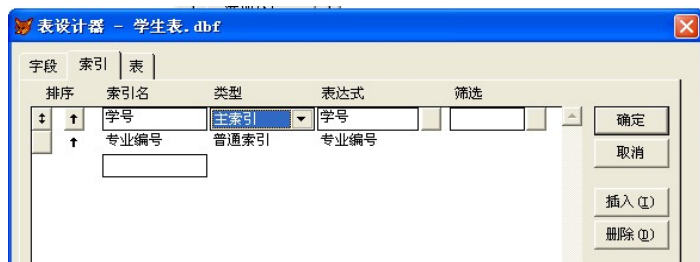 表设计器 - 学生表.dbf
字段 索引 表
排序 索引名 类型 表达式 筛选
学号 主索引 学号
专业编号 普通索引 专业编号
确定
取消
插入(I)
删除(D)